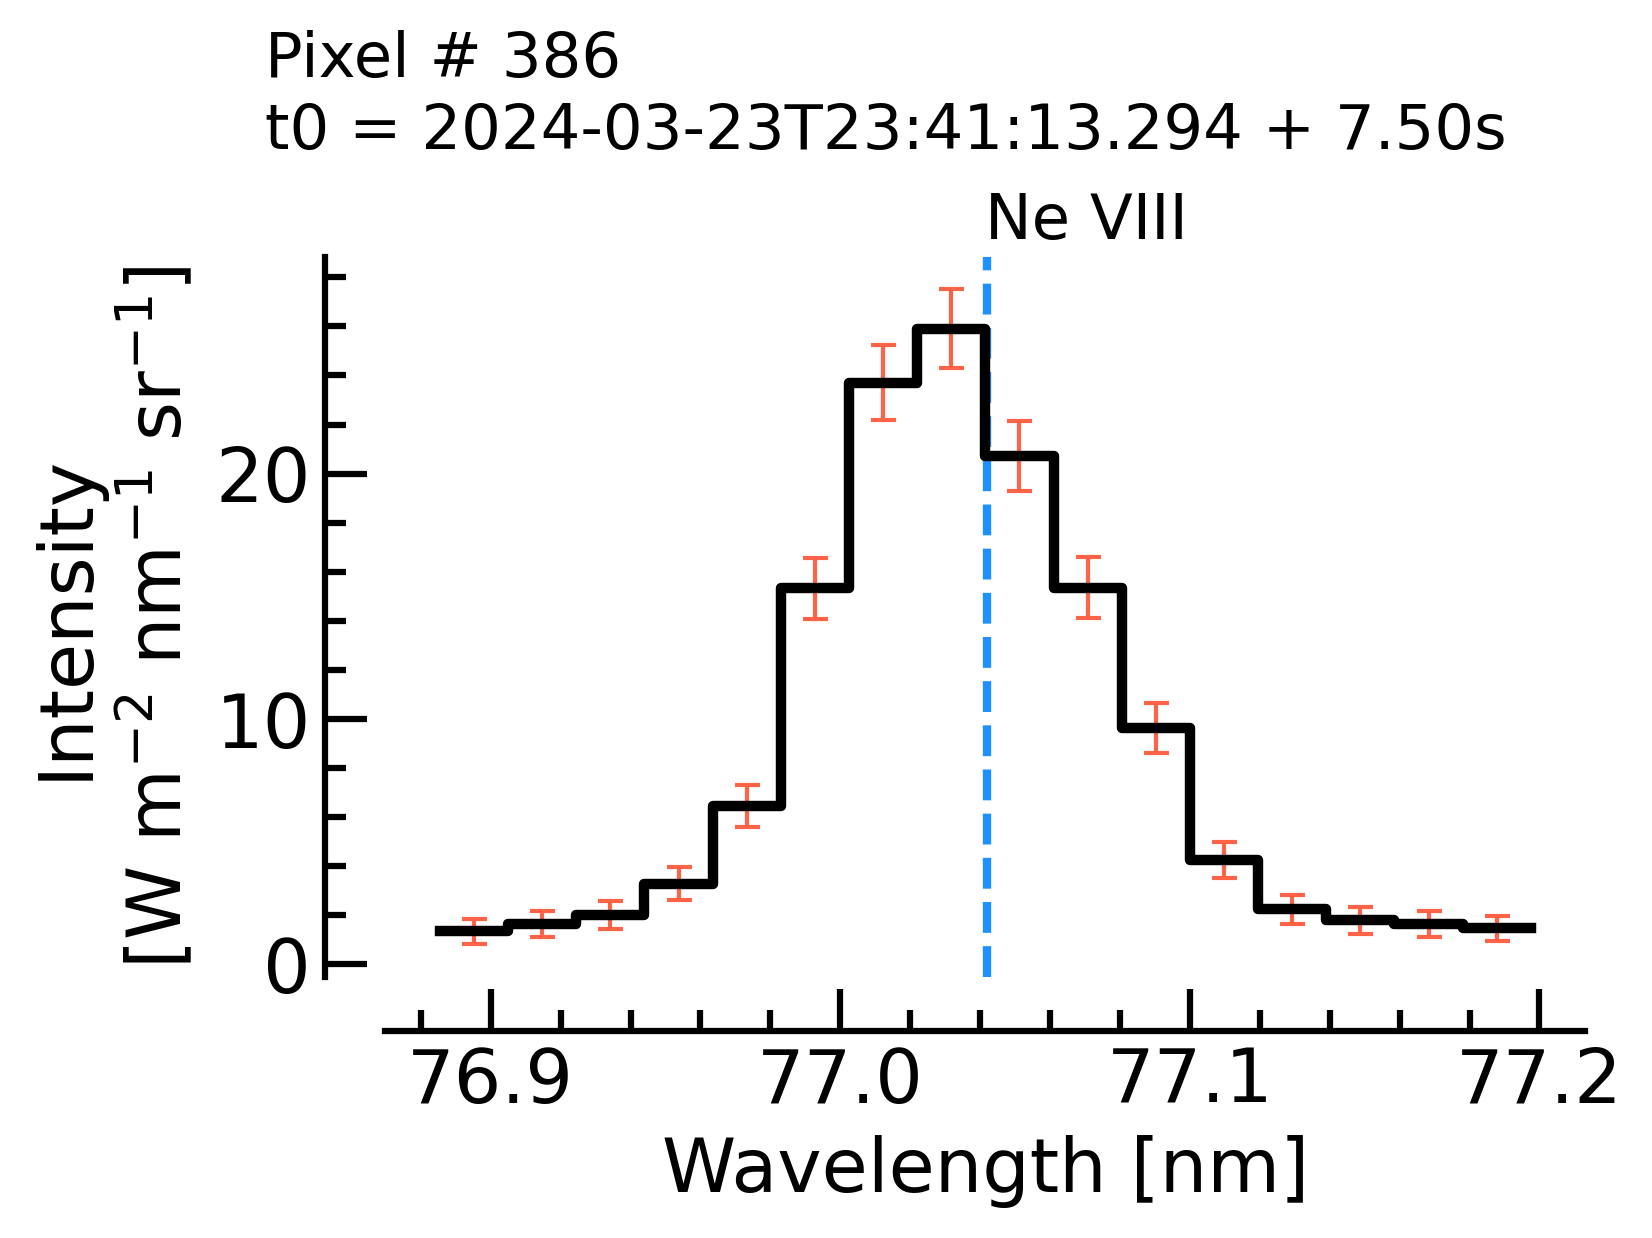 Pixel # 386
t0 = 2024-03-23T23:41:13.294 + 7.50s
Ne VIII
Intensity
[W m⁻² nm⁻¹ sr⁻¹]
20
10
0
76.9 77.0 77.1 77.2
Wavelength [nm]